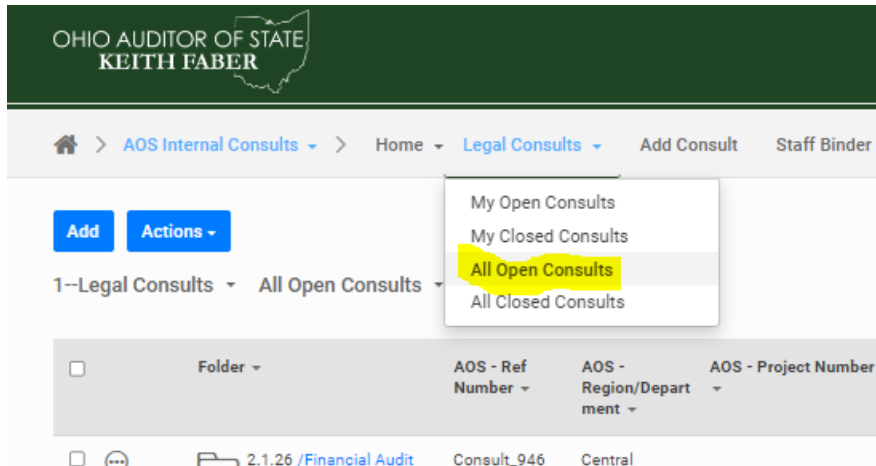 OHIO AUDITOR OF STATE
KEITH FABER
> AOS Internal Consults > Home Legal Consults Add Consult Staff Binder
My Open Consults
My Closed Consults
All Open Consults
All Closed Consults
Add Actions
1--Legal Consults All Open Consults
Folder AOS - Ref Number AOS - Region/Depart ment AOS - Project Number
2.1.26 /Financial Audit Consult_946 Central